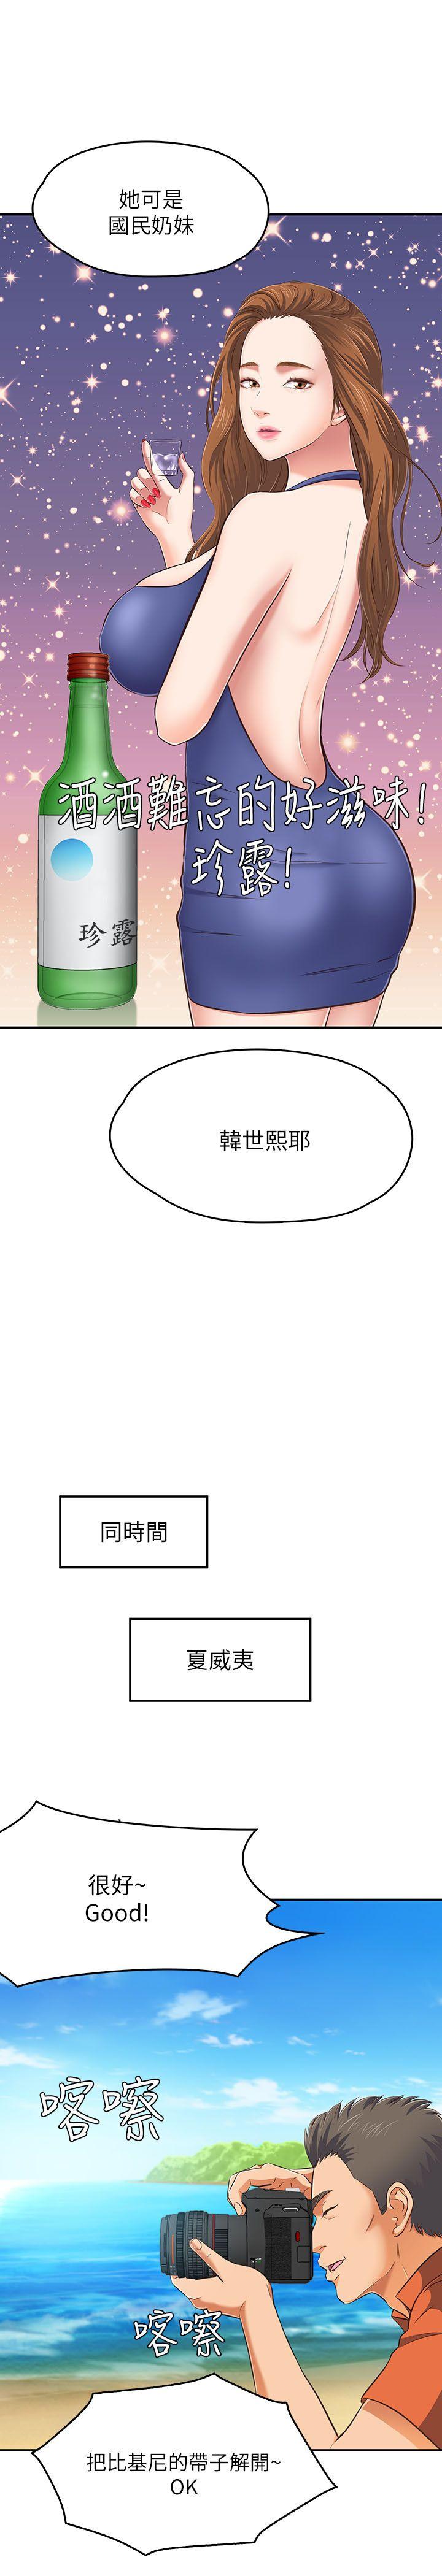 她可是
國民奶妹
酒酒難忘的好滋味!
珍露!
珍露
韓世熙耶
同時間
夏威夷
很好~
Good!
喀嚓
喀嚓
把比基尼的帶子解開~
OK